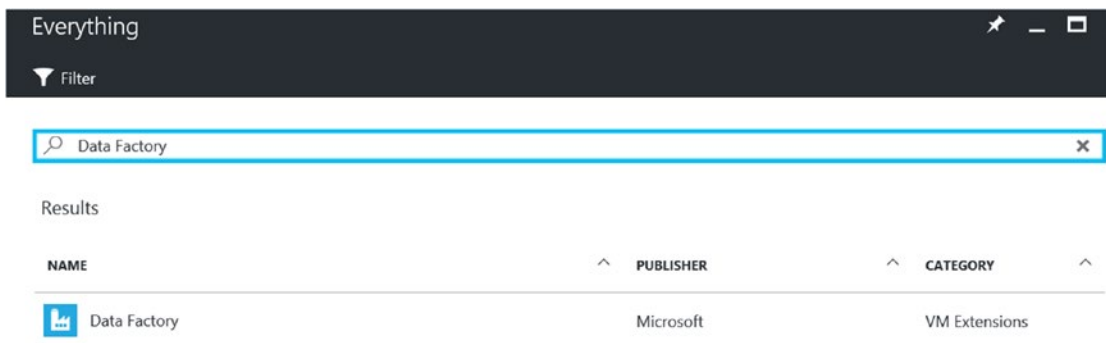 Everything
Filter
Data Factory
Results
NAME PUBLISHER CATEGORY
Data Factory Microsoft VM Extensions